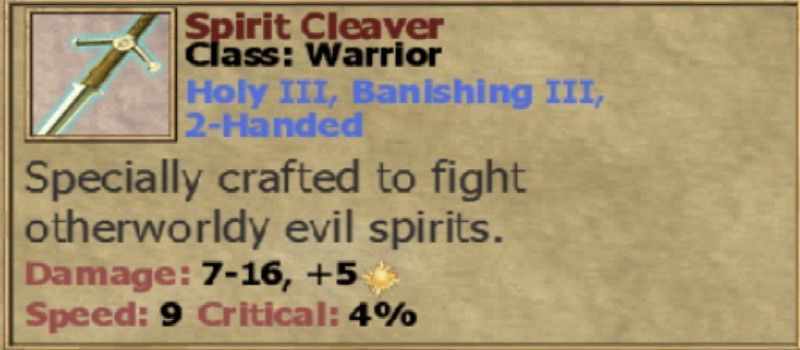 Spirit Cleaver
Class: Warrior
Holy III, Banishing III,
2-Handed
Specially crafted to fight
otherworldy evil spirits.
Damage: 7-16, +5
Speed: 9 Critical: 4%